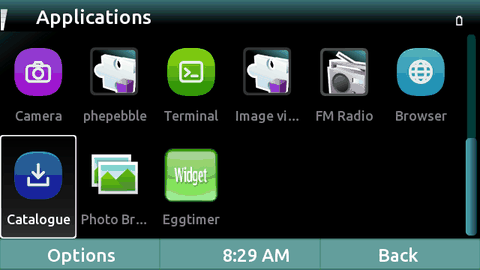 Applications
Camera phepebble Terminal Image vi... FM Radio Browser
Widget
Catalogue Photo Br... Eggtimer
Options 8:29 AM Back